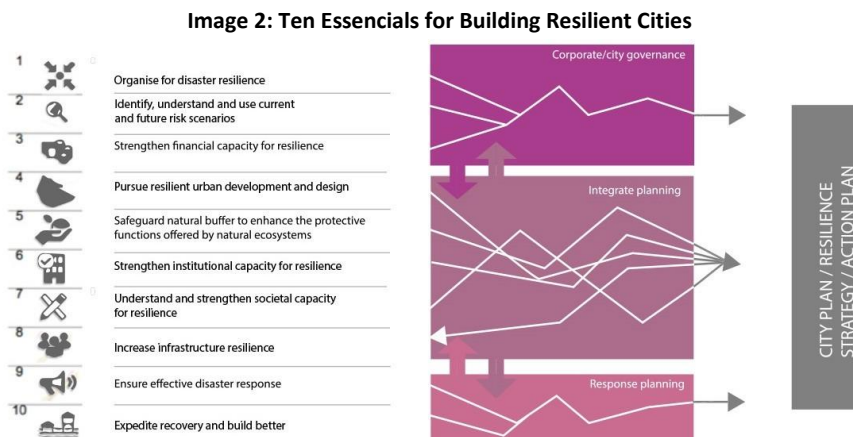 Image 2: Ten Essencials for Building Resilient Cities
1
Organise for disaster resilience
2
Identify, understand and use current
and future risk scenarios
3
Strengthen financial capacity for resilience
4
Pursue resilient urban development and design
5
Safeguard natural buffer to enhance the protective
functions offered by natural ecosystems
6
Strengthen institutional capacity for resilience
7
Understand and strengthen societal capacity
for resilience
8
Increase infrastructure resilience
9
Ensure effective disaster response
10
Expedite recovery and build better
Corporate/city governance
Integrate planning
Response planning
CITY PLAN / RESILIENCE
STRATEGY / ACTION PLAN